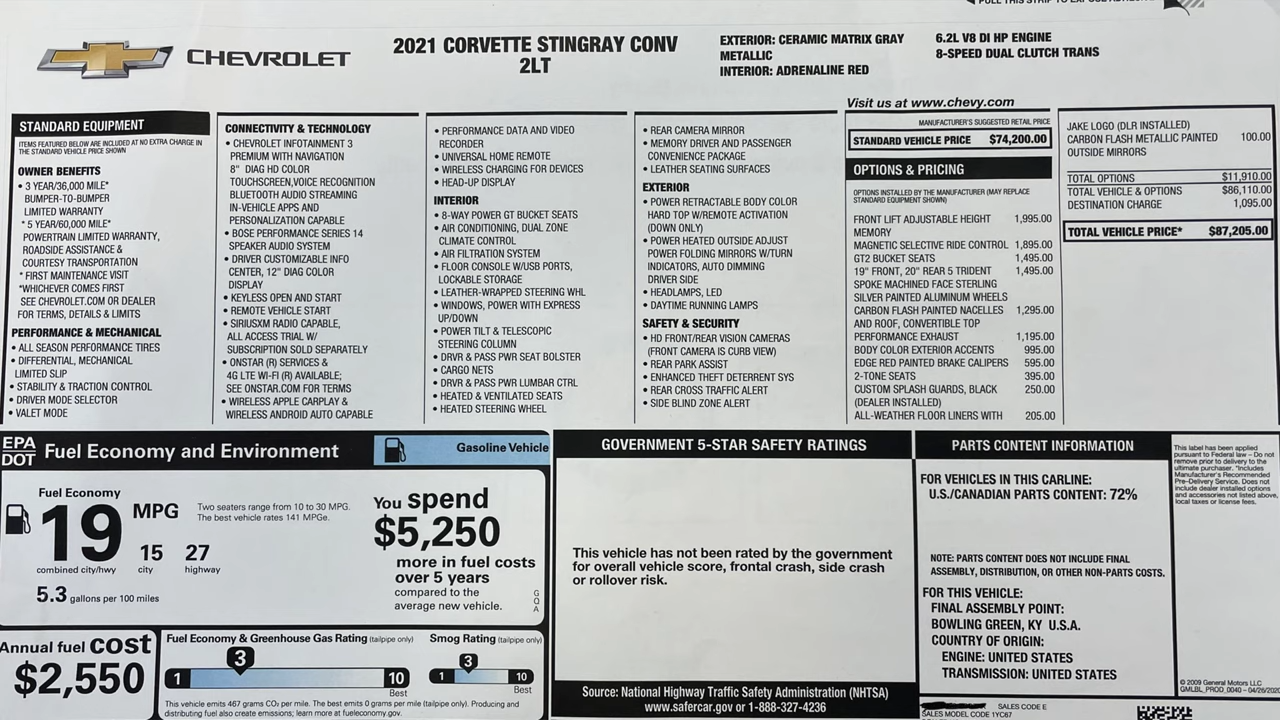 PULL THIS STRIP TO EXPOSE
CHEVROLET
2021 CORVETTE STINGRAY CONV
2LT
EXTERIOR: CERAMIC MATRIX GRAY
METALLIC
INTERIOR: ADRENALINE RED
6.2L V8 DI HP ENGINE
8-SPEED DUAL CLUTCH TRANS
STANDARD EQUIPMENT
ITEMS FEATURED BELOW ARE INCLUDED AT NO EXTRA CHARGE IN
THE STANDARD VEHICLE PRICE SHOWN
OWNER BENEFITS
• 3 YEAR/36,000 MILE*
BUMPER-TO-BUMPER
LIMITED WARRANTY
* 5 YEAR/60,000 MILE*
POWERTRAIN LIMITED WARRANTY,
ROADSIDE ASSISTANCE &
COURTESY TRANSPORTATION
* FIRST MAINTENANCE VISIT
*WHICHEVER COMES FIRST
SEE CHEVROLET.COM OR DEALER
FOR TERMS, DETAILS & LIMITS
PERFORMANCE & MECHANICAL
• ALL SEASON PERFORMANCE TIRES
• DIFFERENTIAL, MECHANICAL
LIMITED SLIP
• STABILITY & TRACTION CONTROL
• DRIVER MODE SELECTOR
• VALET MODE
CONNECTIVITY & TECHNOLOGY
• CHEVROLET INFOTAINMENT 3
PREMIUM WITH NAVIGATION
8" DIAG HD COLOR
TOUCHSCREEN,VOICE RECOGNITION
BLUETOOTH AUDIO STREAMING
IN-VEHICLE APPS AND
PERSONALIZATION CAPABLE
• BOSE PERFORMANCE SERIES 14
SPEAKER AUDIO SYSTEM
• DRIVER CUSTOMIZABLE INFO
CENTER, 12" DIAG COLOR
DISPLAY
• KEYLESS OPEN AND START
• REMOTE VEHICLE START
• SIRIUSXM RADIO CAPABLE,
ALL ACCESS TRIAL W/
SUBSCRIPTION SOLD SEPARATELY
• ONSTAR (R) SERVICES &
4G LTE WI-FI (R) AVAILABLE;
SEE ONSTAR.COM FOR TERMS
• WIRELESS APPLE CARPLAY &
WIRELESS ANDROID AUTO CAPABLE
• PERFORMANCE DATA AND VIDEO
RECORDER
• UNIVERSAL HOME REMOTE
• WIRELESS CHARGING FOR DEVICES
• HEAD-UP DISPLAY
INTERIOR
• 8-WAY POWER GT BUCKET SEATS
• AIR CONDITIONING, DUAL ZONE
CLIMATE CONTROL
• AIR FILTRATION SYSTEM
• FLOOR CONSOLE W/USB PORTS,
LOCKABLE STORAGE
• LEATHER-WRAPPED STEERING WHL
• WINDOWS, POWER WITH EXPRESS
UP/DOWN
• POWER TILT & TELESCOPIC
STEERING COLUMN
• DRVR & PASS PWR SEAT BOLSTER
• CARGO NETS
• DRVR & PASS PWR LUMBAR CTRL
• HEATED & VENTILATED SEATS
• HEATED STEERING WHEEL
• REAR CAMERA MIRROR
• MEMORY DRIVER AND PASSENGER
CONVENIENCE PACKAGE
• LEATHER SEATING SURFACES
EXTERIOR
• POWER RETRACTABLE BODY COLOR
HARD TOP W/REMOTE ACTIVATION
(DOWN ONLY)
• POWER HEATED OUTSIDE ADJUST
POWER FOLDING MIRRORS W/TURN
INDICATORS, AUTO DIMMING
DRIVER SIDE
• HEADLAMPS, LED
• DAYTIME RUNNING LAMPS
SAFETY & SECURITY
• HD FRONT/REAR VISION CAMERAS
(FRONT CAMERA IS CURB VIEW)
• REAR PARK ASSIST
• ENHANCED THEFT DETERRENT SYS
• REAR CROSS TRAFFIC ALERT
• SIDE BLIND ZONE ALERT
Visit us at www.chevy.com
MANUFACTURER'S SUGGESTED RETAIL PRICE
STANDARD VEHICLE PRICE $74,200.00
OPTIONS & PRICING
OPTIONS INSTALLED BY THE MANUFACTURER (MAY REPLACE
STANDARD EQUIPMENT SHOWN)
FRONT LIFT ADJUSTABLE HEIGHT 1,995.00
MEMORY
MAGNETIC SELECTIVE RIDE CONTROL 1,895.00
GT2 BUCKET SEATS 1,495.00
19" FRONT, 20" REAR 5 TRIDENT 1,495.00
SPOKE MACHINED FACE STERLING
SILVER PAINTED ALUMINUM WHEELS
CARBON FLASH PAINTED NACELLES 1,295.00
AND ROOF, CONVERTIBLE TOP
PERFORMANCE EXHAUST 1,195.00
BODY COLOR EXTERIOR ACCENTS 995.00
EDGE RED PAINTED BRAKE CALIPERS 595.00
2-TONE SEATS 395.00
CUSTOM SPLASH GUARDS, BLACK 250.00
(DEALER INSTALLED)
ALL-WEATHER FLOOR LINERS WITH 205.00
JAKE LOGO (DLR INSTALLED)
CARBON FLASH METALLIC PAINTED 100.00
OUTSIDE MIRRORS
TOTAL OPTIONS $11,910.00
TOTAL VEHICLE & OPTIONS $86,110.00
DESTINATION CHARGE 1,095.00
TOTAL VEHICLE PRICE* $87,205.00
EPA
DOT
Fuel Economy and Environment
Gasoline Vehicle
Fuel Economy
19 MPG
combined city/hwy
15 27
city highway
Two seaters range from 10 to 30 MPG.
The best vehicle rates 141 MPGe.
5.3 gallons per 100 miles
You spend
$5,250
more in fuel costs
over 5 years
compared to the
average new vehicle.
G
Q
A
Annual fuel cost
$2,550
Fuel Economy & Greenhouse Gas Rating (tailpipe only)
3
1 10
Best
Smog Rating (tailpipe only)
3
1 10
Best
This vehicle emits 467 grams CO2 per mile. The best emits 0 grams per mile (tailpipe only). Producing and
distributing fuel also create emissions; learn more at fueleconomy.gov.
GOVERNMENT 5-STAR SAFETY RATINGS
This vehicle has not been rated by the government
for overall vehicle score, frontal crash, side crash
or rollover risk.
Source: National Highway Traffic Safety Administration (NHTSA)
www.safercar.gov or 1-888-327-4236
PARTS CONTENT INFORMATION
FOR VEHICLES IN THIS CARLINE:
U.S./CANADIAN PARTS CONTENT: 72%
NOTE: PARTS CONTENT DOES NOT INCLUDE FINAL
ASSEMBLY, DISTRIBUTION, OR OTHER NON-PARTS COSTS.
FOR THIS VEHICLE:
FINAL ASSEMBLY POINT:
BOWLING GREEN, KY U.S.A.
COUNTRY OF ORIGIN:
ENGINE: UNITED STATES
TRANSMISSION: UNITED STATES
This label has been applied
pursuant to Federal law – Do not
remove prior to delivery to the
ultimate purchaser. *Includes
Manufacturer's Recommended
Pre-Delivery Service. Does not
include dealer installed options
and accessories not listed above,
local taxes or license fees.
© 2009 General Motors LLC
GMLBL_PROD_0040 - 04/26/2020
SALES CODE E
SALES MODEL CODE 1YC67